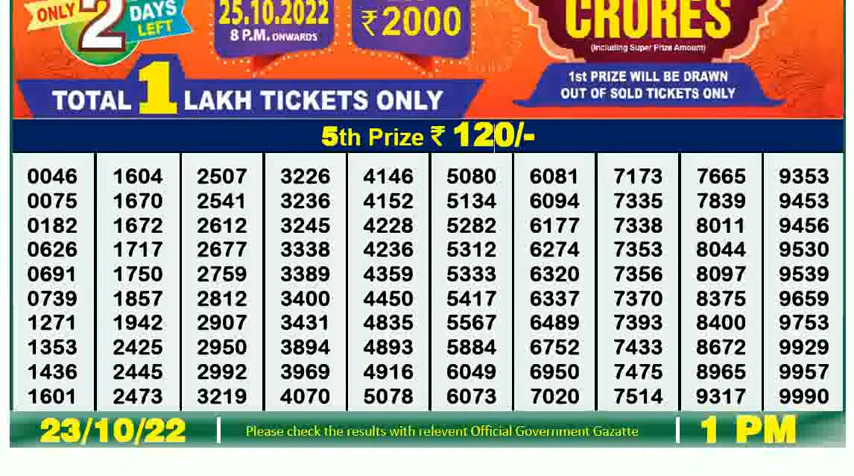 ONLY 2 DAYS LEFT
25.10.2022
8 P.M. ONWARDS
₹2000
CRORES
(Including Super Prize Amount)
1st PRIZE WILL BE DRAWN
OUT OF SOLD TICKETS ONLY
TOTAL 1 LAKH TICKETS ONLY
5th Prize ₹ 120/-
0046 1604 2507 3226 4146 5080 6081 7173 7665 9353
0075 1670 2541 3236 4152 5134 6094 7335 7839 9453
0182 1672 2612 3245 4228 5282 6177 7338 8011 9456
0626 1717 2677 3338 4236 5312 6274 7353 8044 9530
0691 1750 2759 3389 4359 5333 6320 7356 8097 9539
0739 1857 2812 3400 4450 5417 6337 7370 8375 9659
1271 1942 2907 3431 4835 5567 6489 7393 8400 9753
1353 2425 2950 3894 4893 5884 6752 7433 8672 9929
1436 2445 2992 3969 4916 6049 6950 7475 8965 9957
1601 2473 3219 4070 5078 6073 7020 7514 9317 9990
23/10/22 Please check the results with relevent Official Government Gazatte 1 PM